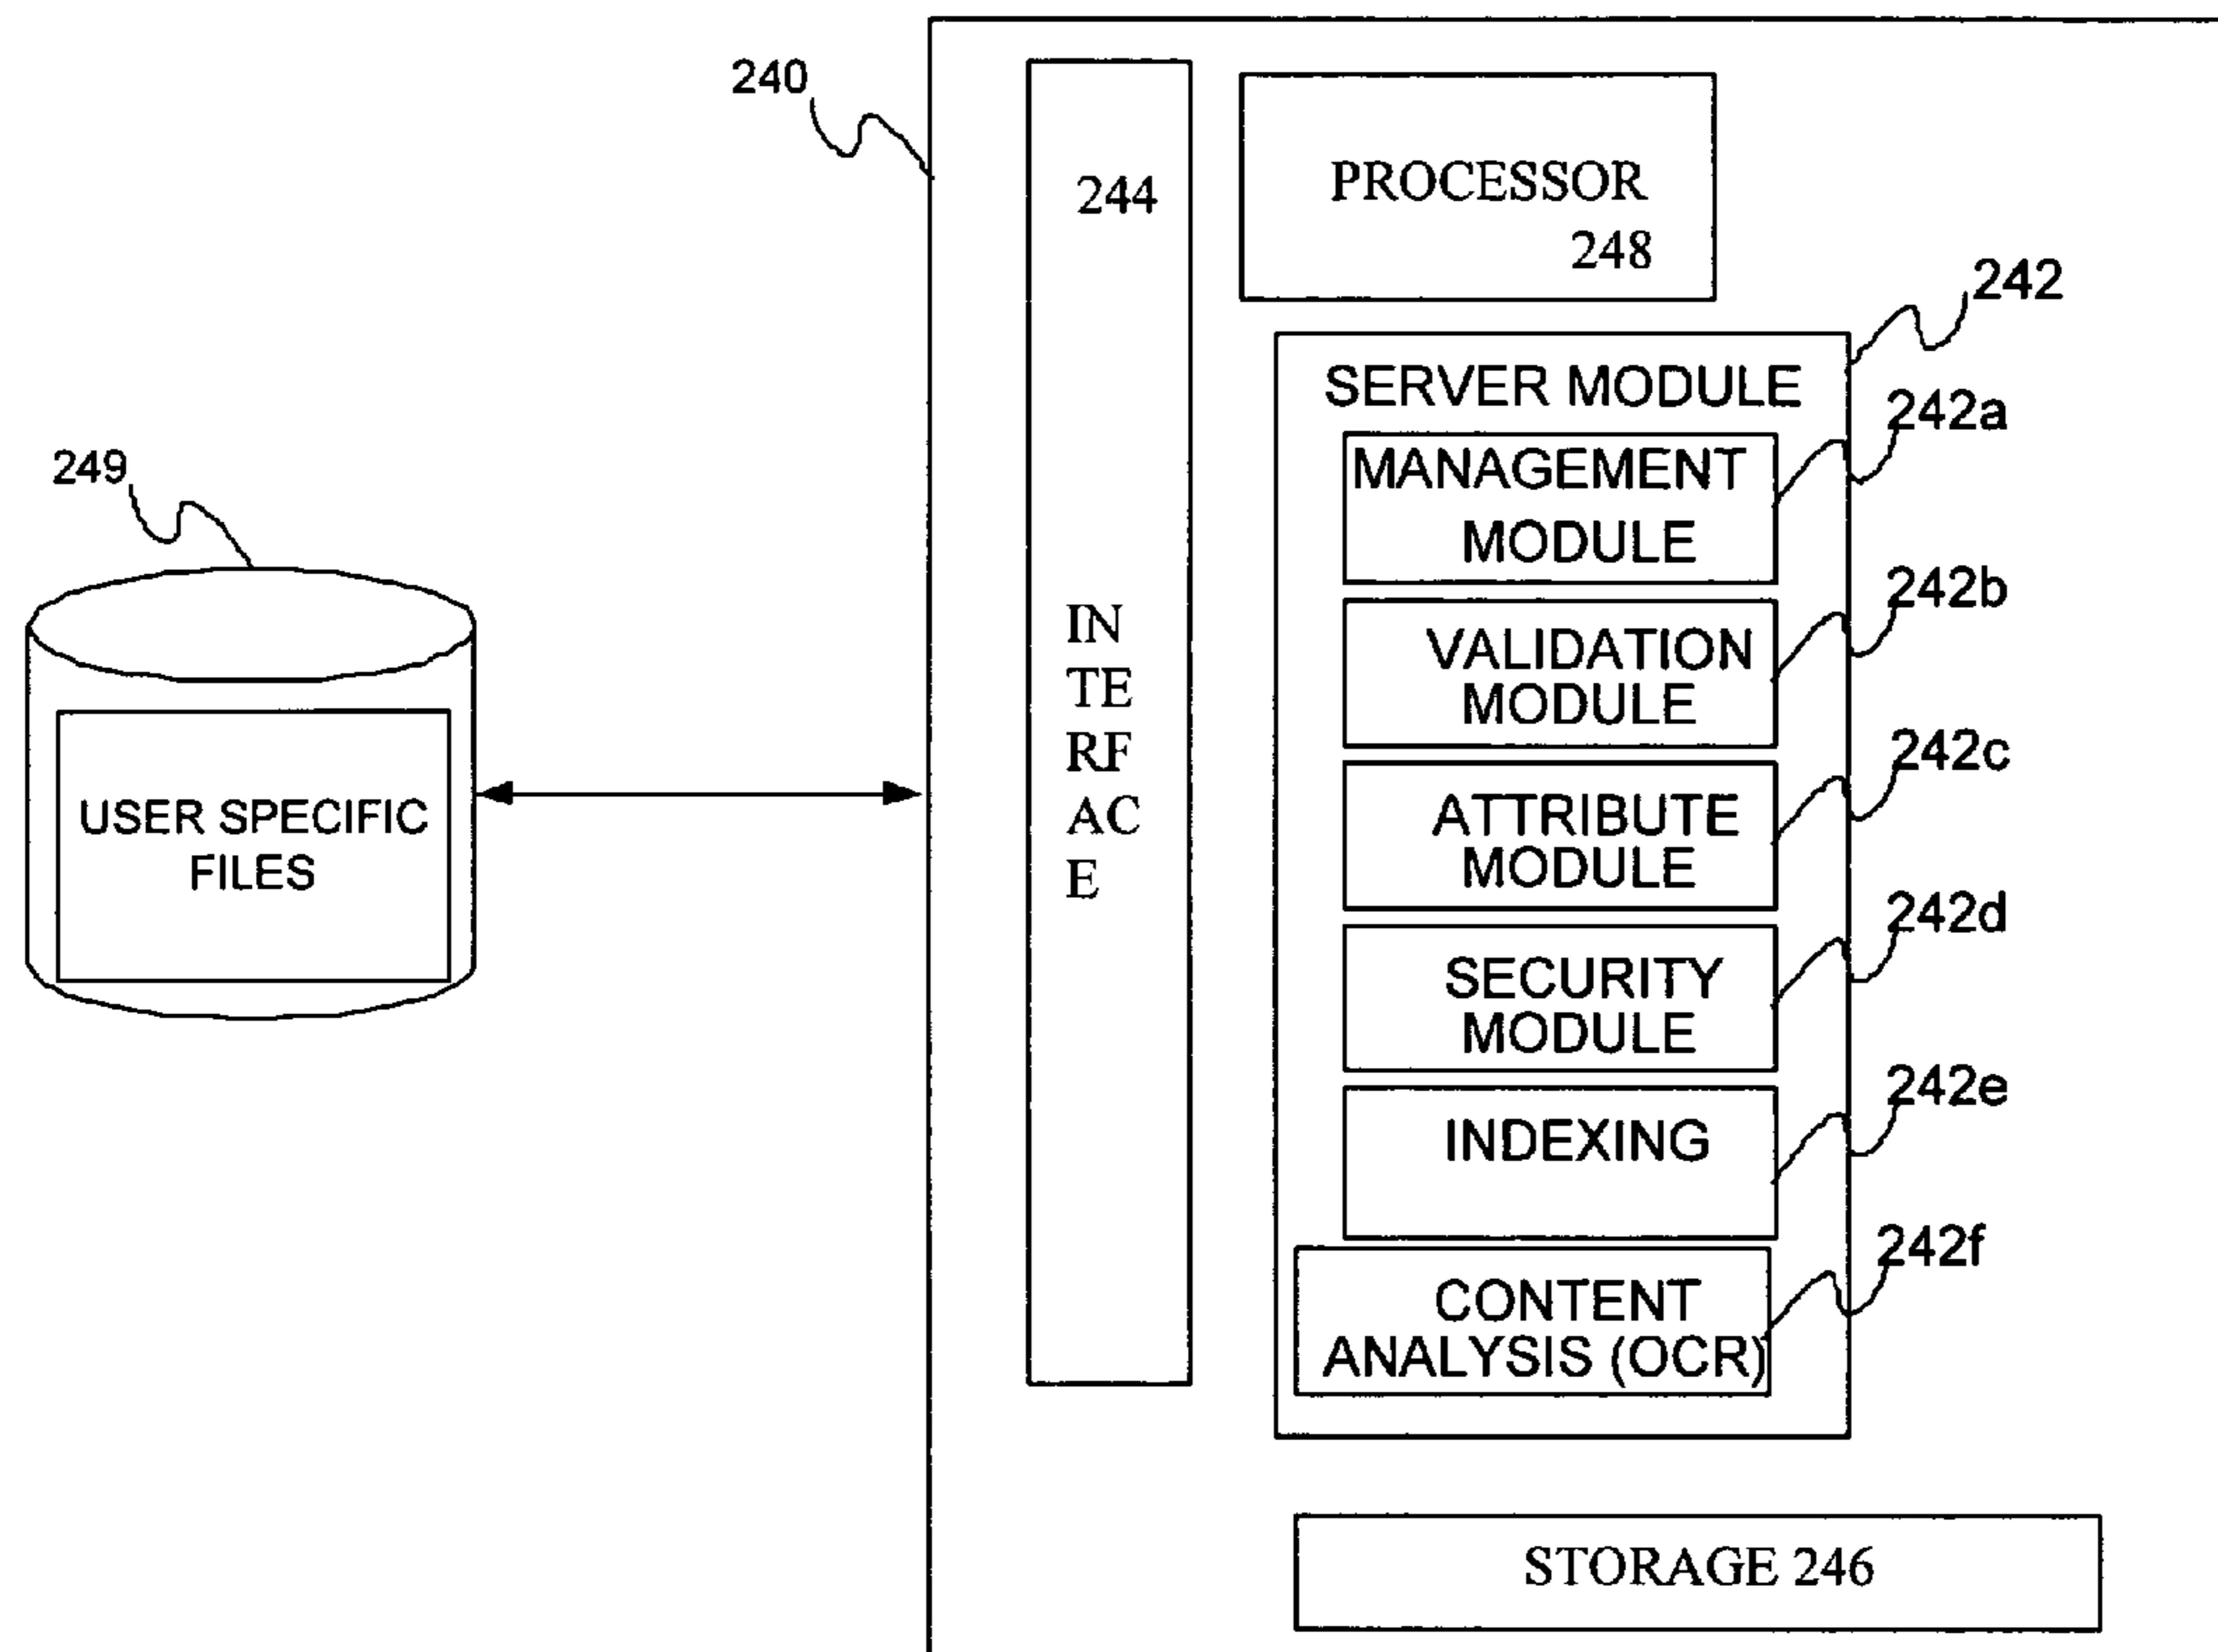 240
244
PROCESSOR
248
242
SERVER MODULE
242a
MANAGEMENT
MODULE
249
242b
VALIDATION
MODULE
IN
TE
RF
AC
E
242c
USER SPECIFIC
FILES
ATTRIBUTE
MODULE
242d
SECURITY
MODULE
242e
INDEXING
242f
CONTENT
ANALYSIS (OCR)
STORAGE 246